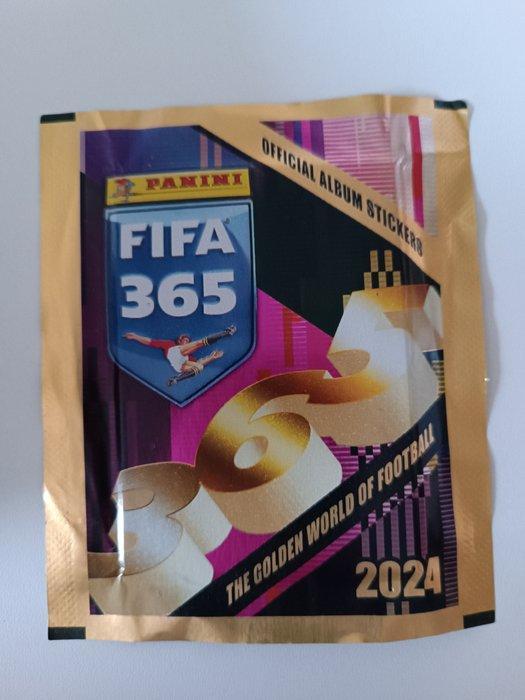 OFFICIAL ALBUM STICKERS
PANINI
FIFA
365
365
THE GOLDEN WORLD OF FOOTBALL
2024